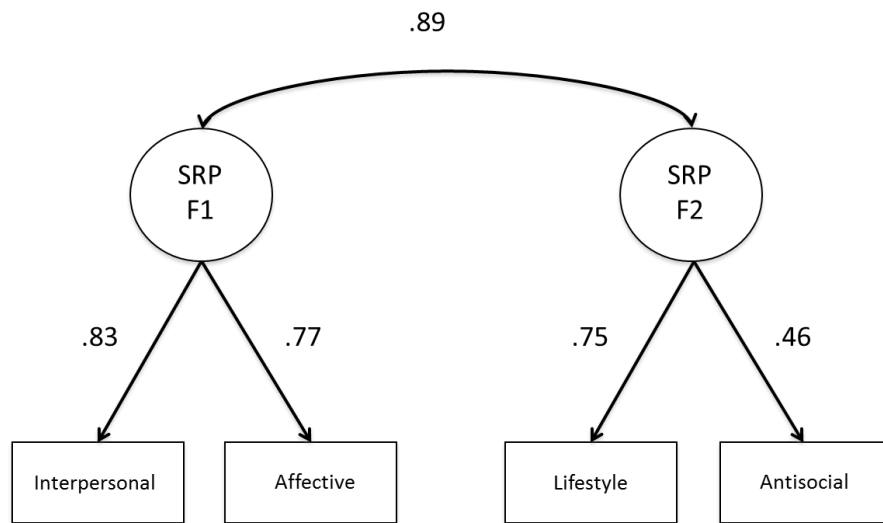 .89
SRP
F1
SRP
F2
.83
.77
.75
.46
Interpersonal
Affective
Lifestyle
Antisocial